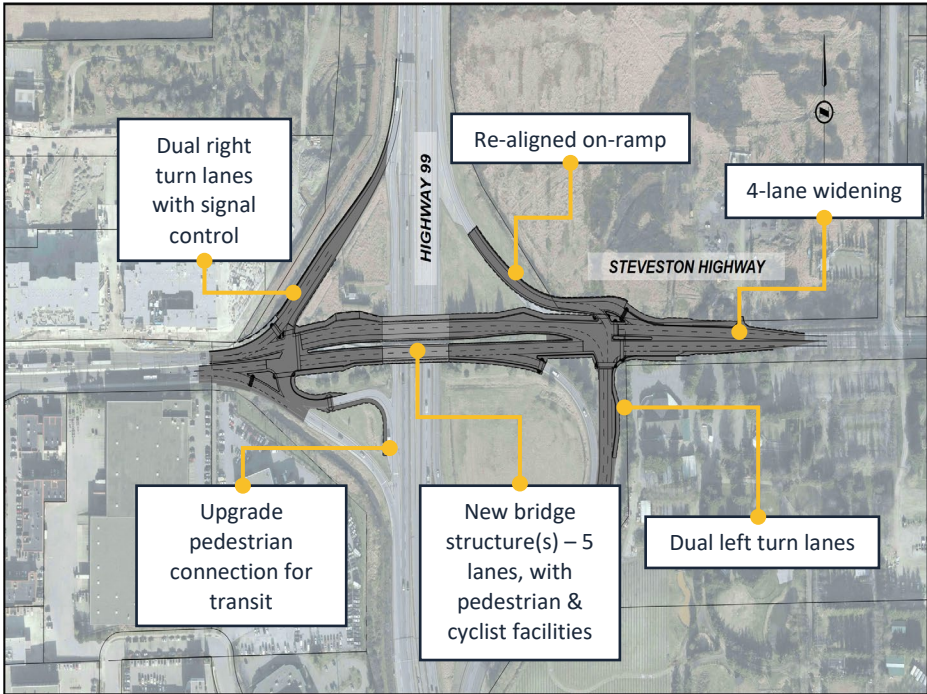 Dual right
turn lanes
with signal
control
HIGHWAY 99
Re-aligned on-ramp
4-lane widening
STEVESTON HIGHWAY
Upgrade
pedestrian
connection for
transit
New bridge
structure(s) – 5
lanes, with
pedestrian &
cyclist facilities
Dual left turn lanes